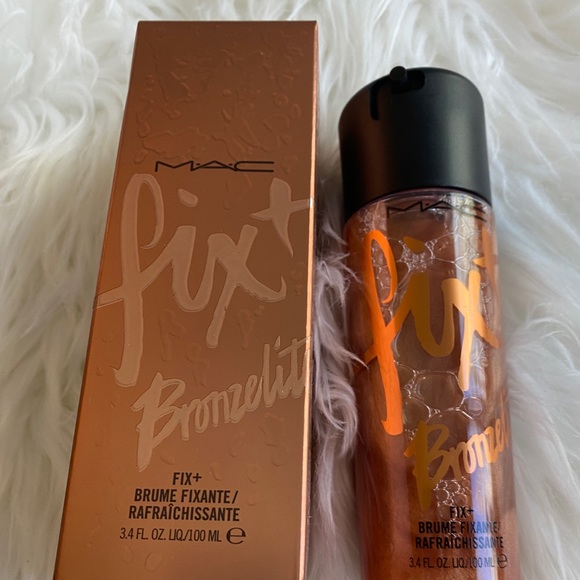 M·A·C
fix+
Bronzelite
FIX+
BRUME FIXANTE/
RAFRAÎCHISSANTE
3.4 FL. OZ. LIQ/100 ML ℮
M·A·C
fix+
FIX+
BRUME FIXANTE/
RAFRAÎCHISSANTE
3.4 FL. OZ. LIQ./100 ML ℮